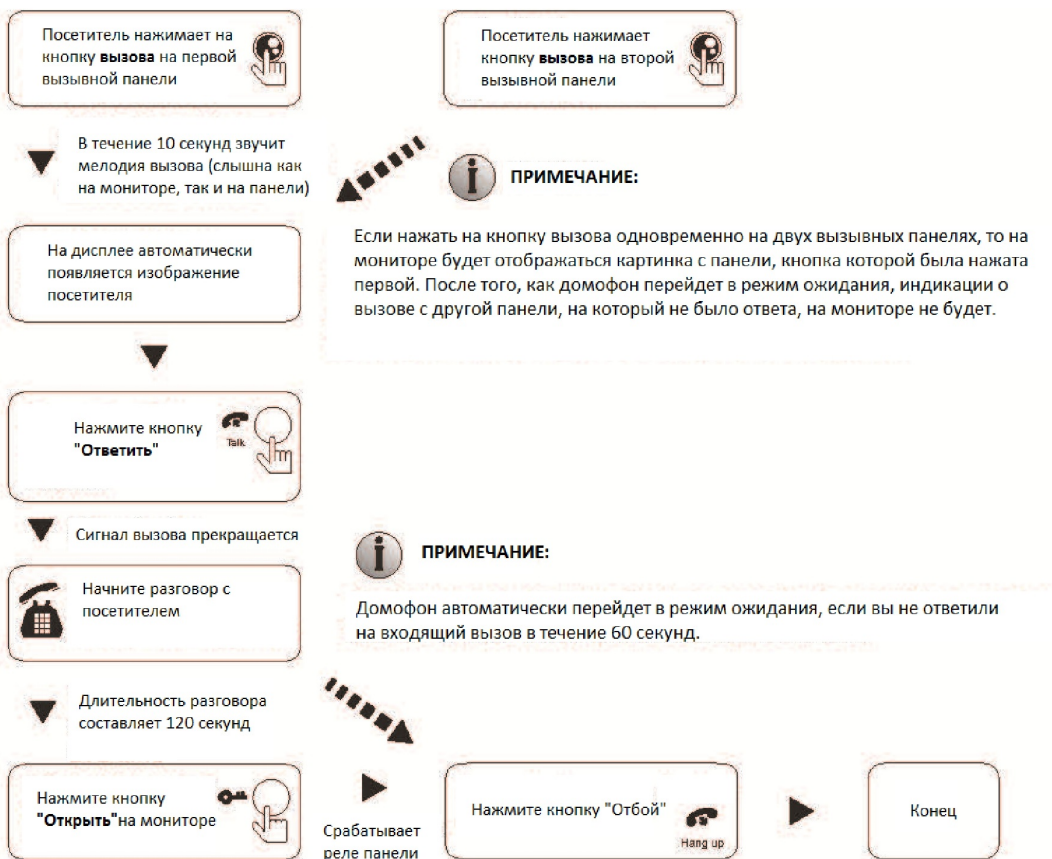 Посетитель нажимает на
кнопку вызова на первой
вызывной панели
Посетитель нажимает
кнопку вызова на второй
вызывной панели
В течение 10 секунд звучит
мелодия вызова (слышна как
на мониторе, так и на панели)
ПРИМЕЧАНИЕ:
На дисплее автоматически
появляется изображение
посетителя
Если нажать на кнопку вызова одновременно на двух вызывных панелях, то на
мониторе будет отображаться картинка с панели, кнопка которой была нажата
первой. После того, как домофон перейдет в режим ожидания, индикации о
вызове с другой панели, на который не было ответа, на мониторе не будет.
Нажмите кнопку
"Ответить"
Talk
Сигнал вызова прекращается
ПРИМЕЧАНИЕ:
Начните разговор с
посетителем
Домофон автоматически перейдет в режим ожидания, если вы не ответили
на входящий вызов в течение 60 секунд.
Длительность разговора
составляет 120 секунд
Нажмите кнопку
"Открыть"на мониторе
Срабатывает
реле панели
Нажмите кнопку "Отбой"
Hang up
Конец